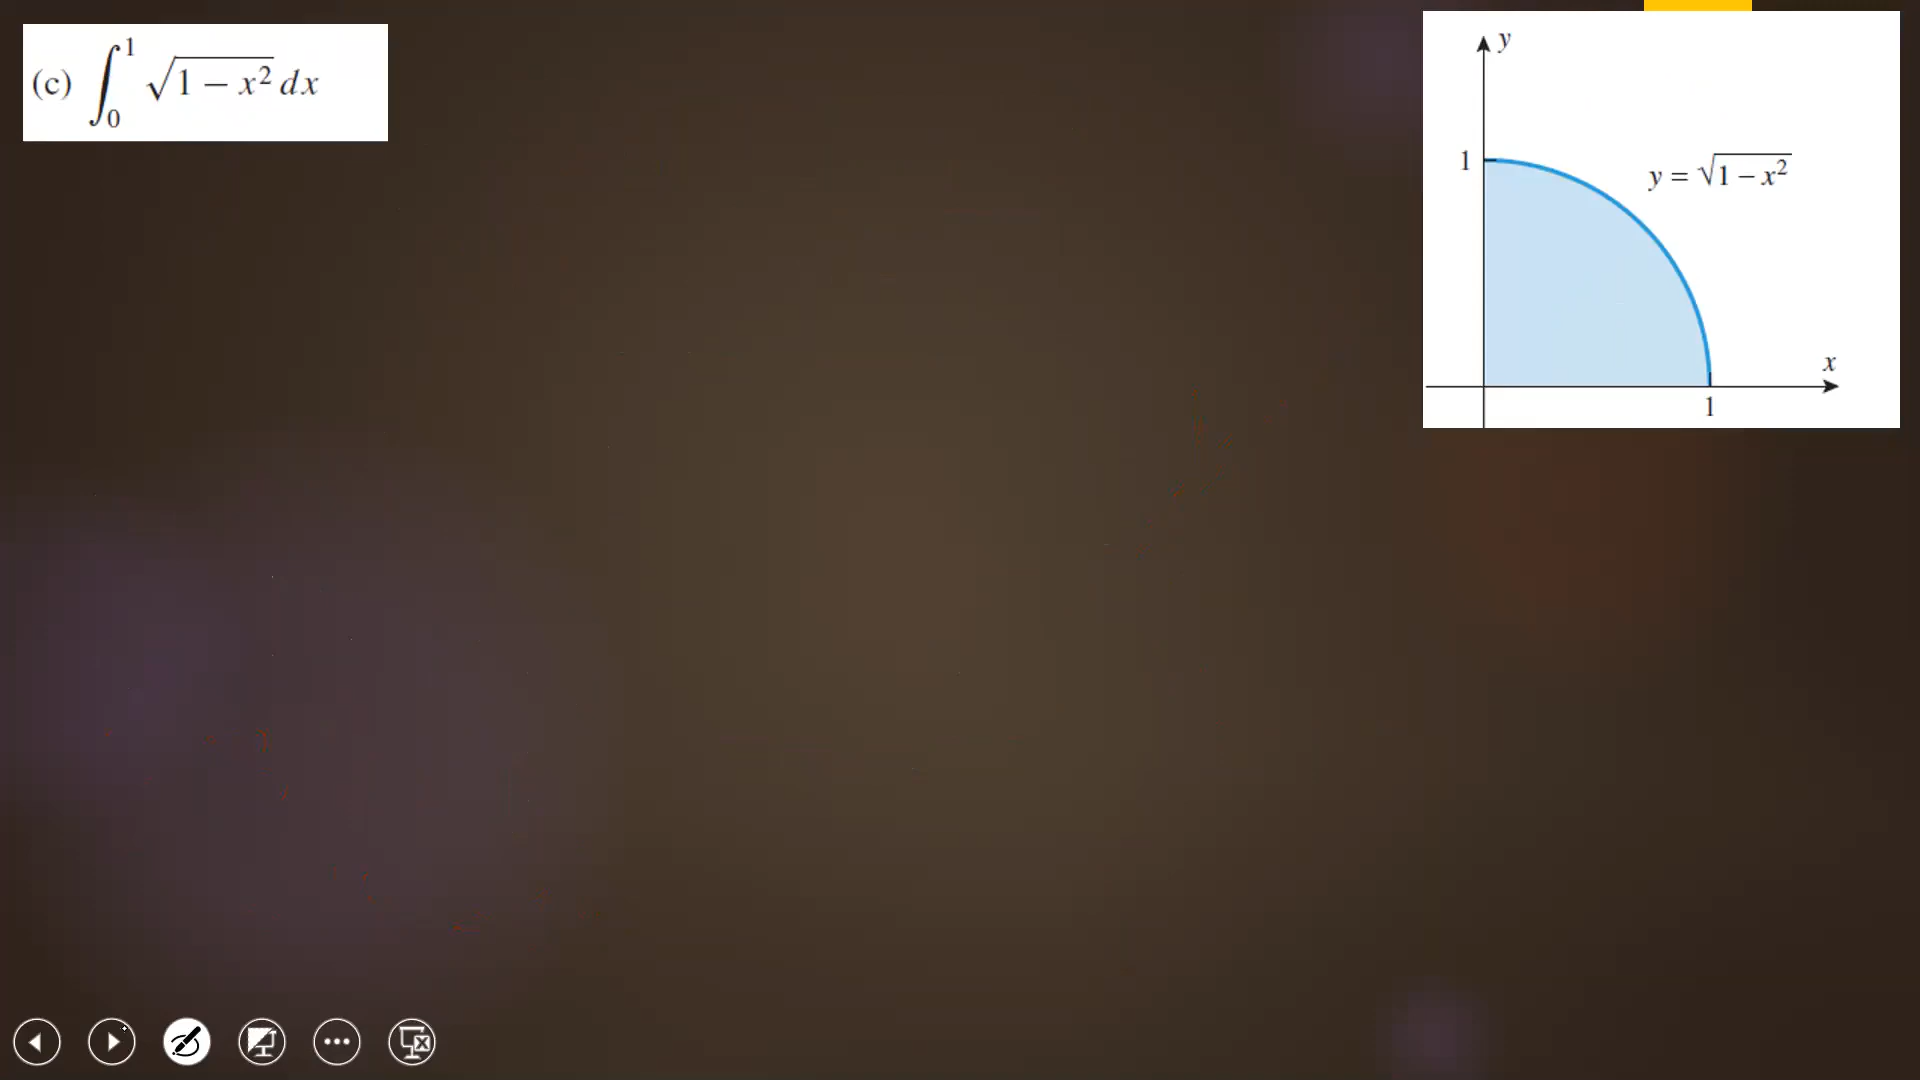 (c) ∫₀¹ √(1 − x²) dx
y
1
y = √(1 − x²)
x
1